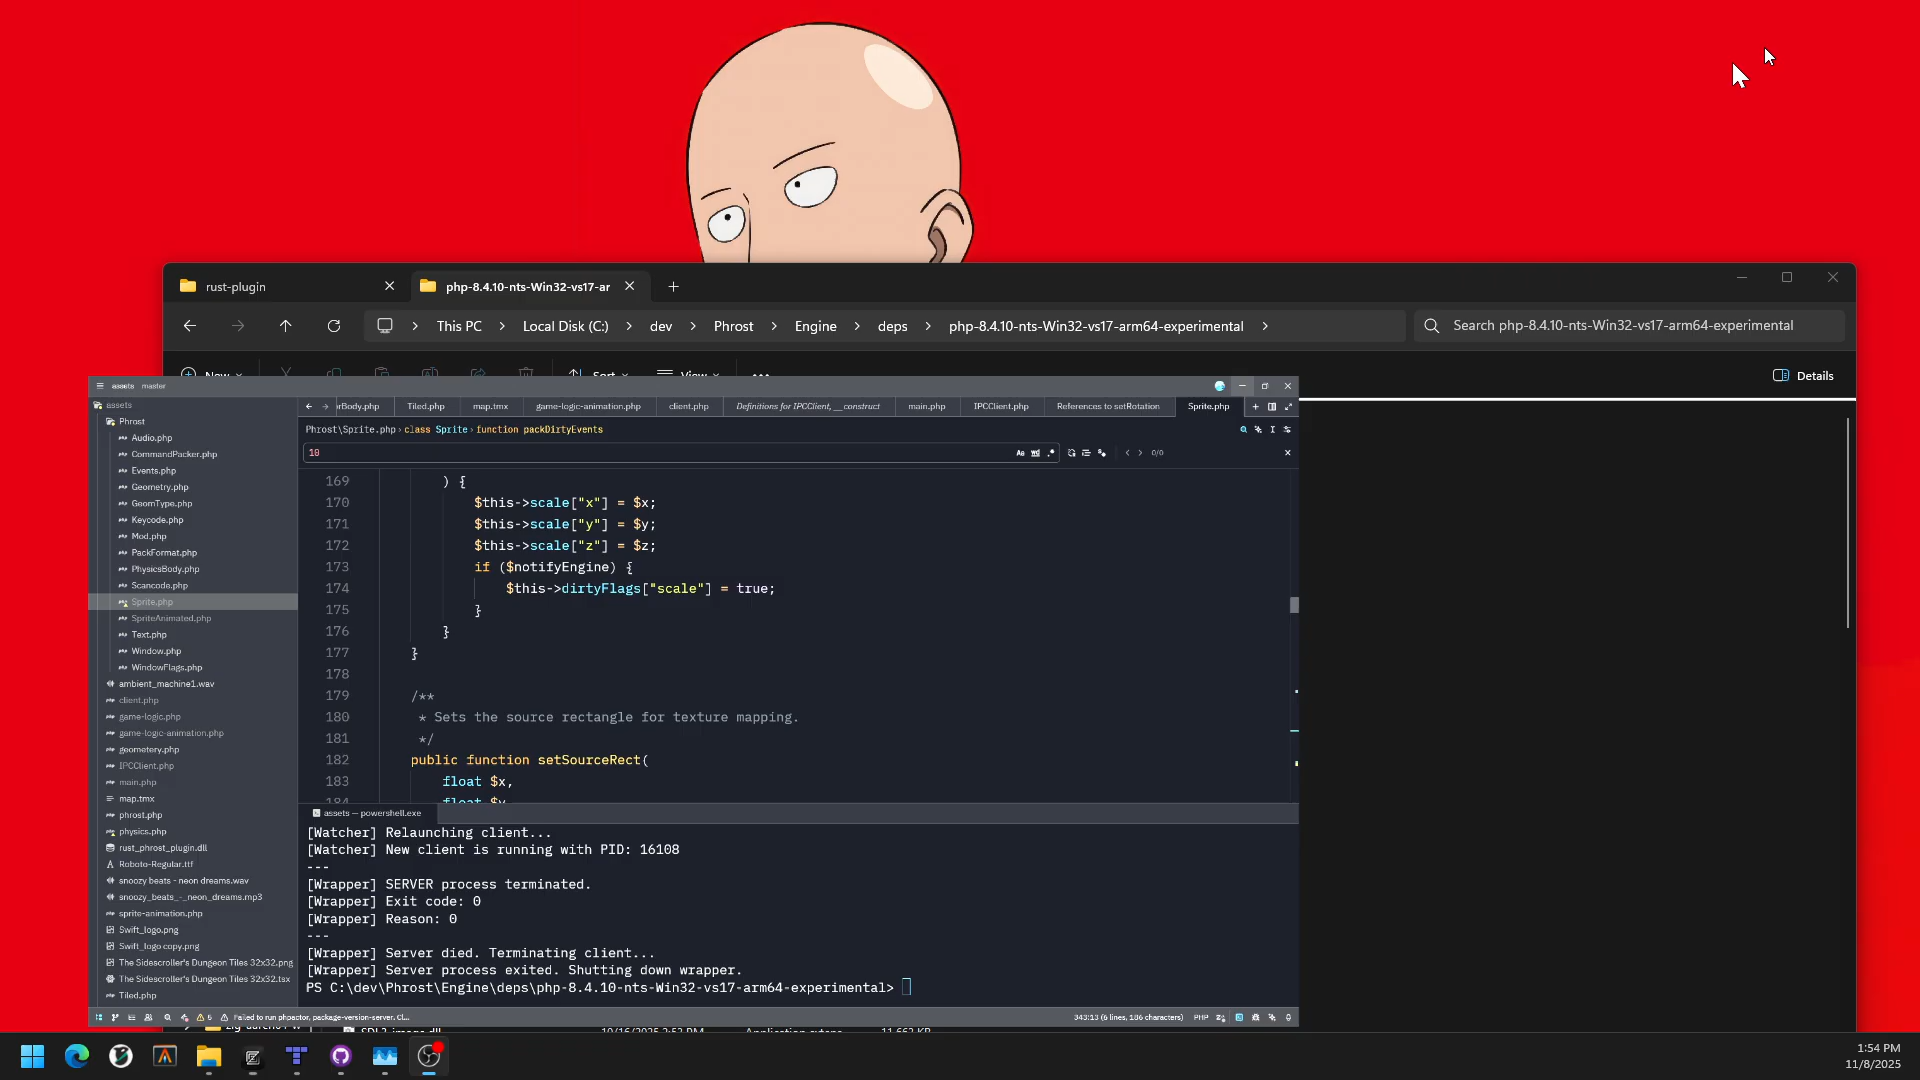 rust-plugin
php-8.4.10-nts-Win32-vs17-ar
This PC
Local Disk (C:)
dev
Phrost
Engine
deps
php-8.4.10-nts-Win32-vs17-arm64-experimental
Search php-8.4.10-nts-Win32-vs17-arm64-experimental
New
Sort
View
Details
assets master
assets
Phrost
Audio.php
CommandPacker.php
Events.php
Geometry.php
GeomType.php
Keycode.php
Mod.php
PackFormat.php
PhysicsBody.php
Scancode.php
Sprite.php
SpriteAnimated.php
Text.php
Window.php
WindowFlags.php
ambient_machine1.wav
client.php
game-logic.php
game-logic-animation.php
geometery.php
IPCClient.php
main.php
map.tmx
phrost.php
physics.php
rust_phrost_plugin.dll
Roboto-Regular.ttf
snoozy beats - neon dreams.wav
snoozy_beats_-_neon_dreams.mp3
sprite-animation.php
Swift_logo.png
Swift_logo copy.png
The Sidescroller's Dungeon Tiles 32x32.png
The Sidescroller's Dungeon Tiles 32x32.tsx
Tiled.php
rBody.php
Tiled.php
map.tmx
game-logic-animation.php
client.php
Definitions for IPCClient, __construct
main.php
IPCClient.php
References to setRotation
Sprite.php
Phrost\Sprite.php › class Sprite › function packDirtyEvents
10
0/0
169 ) {
170 $this->scale["x"] = $x;
171 $this->scale["y"] = $y;
172 $this->scale["z"] = $z;
173 if ($notifyEngine) {
174 $this->dirtyFlags["scale"] = true;
175 }
176 }
177 }
178
179 /**
180 * Sets the source rectangle for texture mapping.
181 */
182 public function setSourceRect(
183 float $x,
184 float $y
assets — powershell.exe
[Watcher] Relaunching client...
[Watcher] New client is running with PID: 16108
---
[Wrapper] SERVER process terminated.
[Wrapper] Exit code: 0
[Wrapper] Reason: 0
---
[Wrapper] Server died. Terminating client...
[Wrapper] Server process exited. Shutting down wrapper.
PS C:\dev\Phrost\Engine\deps\php-8.4.10-nts-Win32-vs17-arm64-experimental>
Failed to run phpactor, package-version-server, Cl...
343:13 (6 lines, 186 characters)
PHP
1:54 PM
11/8/2025